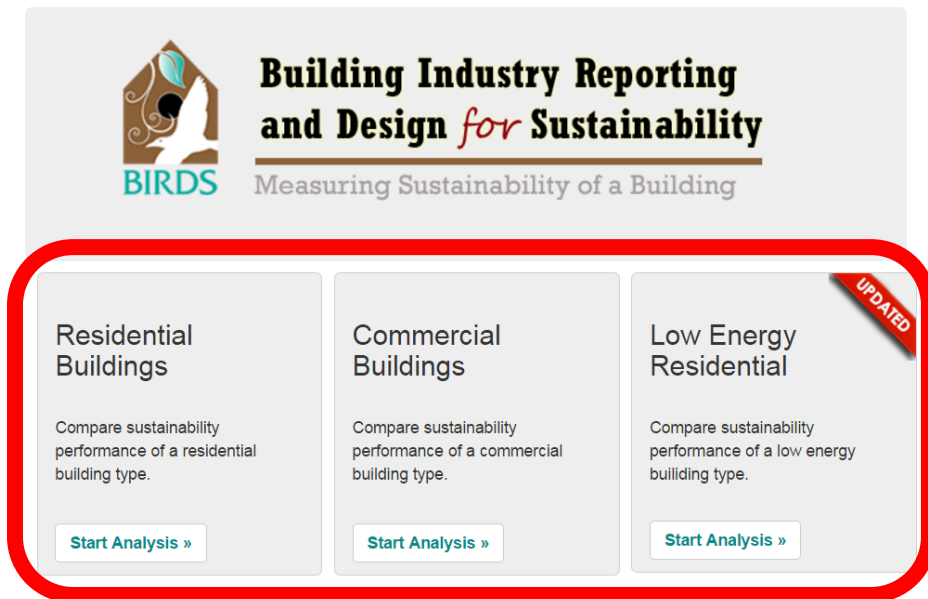 Building Industry Reporting
and Design for Sustainability
BIRDS
Measuring Sustainability of a Building
Residential
Buildings
Compare sustainability
performance of a residential
building type.
Start Analysis »
Commercial
Buildings
Compare sustainability
performance of a commercial
building type.
Start Analysis »
UPDATED
Low Energy
Residential
Compare sustainability
performance of a low energy
builiding type.
Start Analysis »